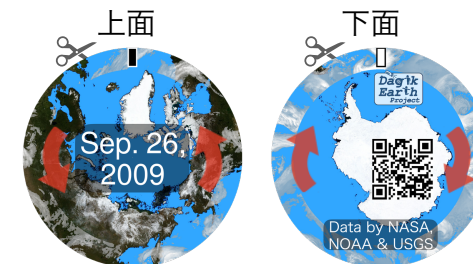 上面
下面
Sep. 26,
2009
Dagik
Earth
Project
Data by NASA,
NOAA & USGS